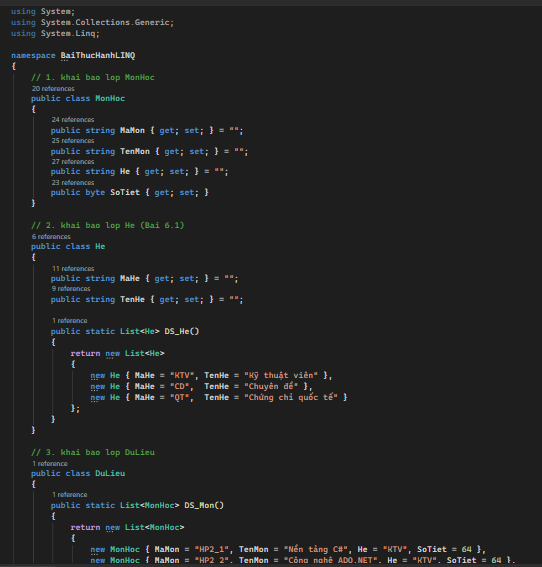 using System;
using System.Collections.Generic;
using System.Linq;
namespace BaiThucHanhLINQ
{
// 1. khai bao lop MonHoc
20 references
public class MonHoc
{
24 references
public string MaMon { get; set; } = "";
25 references
public string TenMon { get; set; } = "";
27 references
public string He { get; set; } = "";
23 references
public byte SoTiet { get; set; }
}
// 2. khai bao lop He (Bai 6.1)
6 references
public class He
{
11 references
public string MaHe { get; set; } = "";
9 references
public string TenHe { get; set; } = "";
1 reference
public static List<He> DS_He()
{
return new List<He>
{
new He { MaHe = "KTV", TenHe = "Kỹ thuật viên" },
new He { MaHe = "CD", TenHe = "Chuyên đề" },
new He { MaHe = "QT", TenHe = "Chứng chỉ quốc tế" }
};
}
}
// 3. khai bao lop DuLieu
1 reference
public class DuLieu
{
1 reference
public static List<MonHoc> DS_Mon()
{
return new List<MonHoc>
{
new MonHoc { MaMon = "HP2_1", TenMon = "Nền tảng C#", He = "KTV", SoTiet = 64 },
new MonHoc { MaMon = "HP2_2", TenMon = "Công nghệ ADO.NET", He = "KTV", SoTiet = 64 },